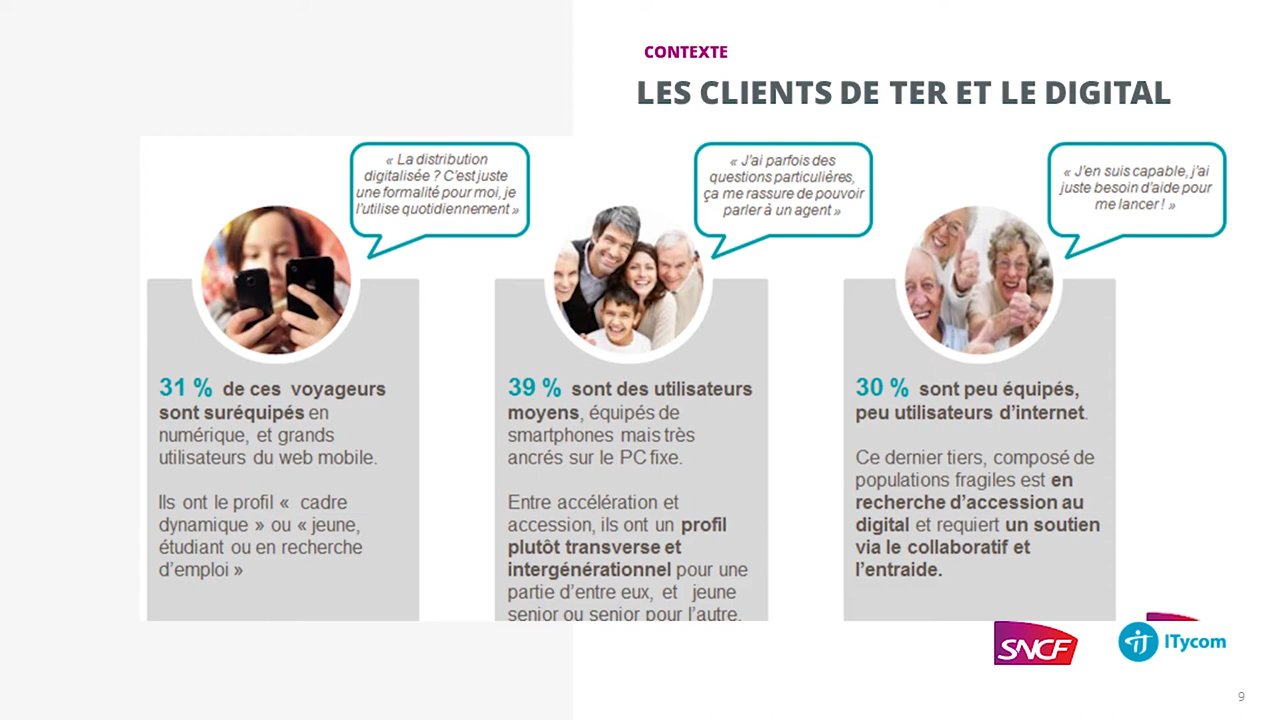 CONTEXTE
LES CLIENTS DE TER ET LE DIGITAL
« La distribution
digitalisée ? C'est juste
une formalité pour moi, je
l'utilise quotidiennement »
31 % de ces voyageurs
sont suréquipés en
numérique, et grands
utilisateurs du web mobile.
Ils ont le profil « cadre
dynamique » ou « jeune,
étudiant ou en recherche
d'emploi »
« J'ai parfois des
questions particulières,
ça me rassure de pouvoir
parler à un agent »
39 % sont des utilisateurs
moyens, équipés de
smartphones mais très
ancrés sur le PC fixe.
Entre accélération et
accession, ils ont un profil
plutôt transverse et
intergénérationnel pour une
partie d'entre eux, et jeune
senior ou senior pour l'autre.
« J'en suis capable, j'ai
juste besoin d'aide pour
me lancer ! »
30 % sont peu équipés,
peu utilisateurs d'internet.
Ce dernier tiers, composé de
populations fragiles est en
recherche d'accession au
digital et requiert un soutien
via le collaboratif et
l'entraide.
SNCF
ITycom
9